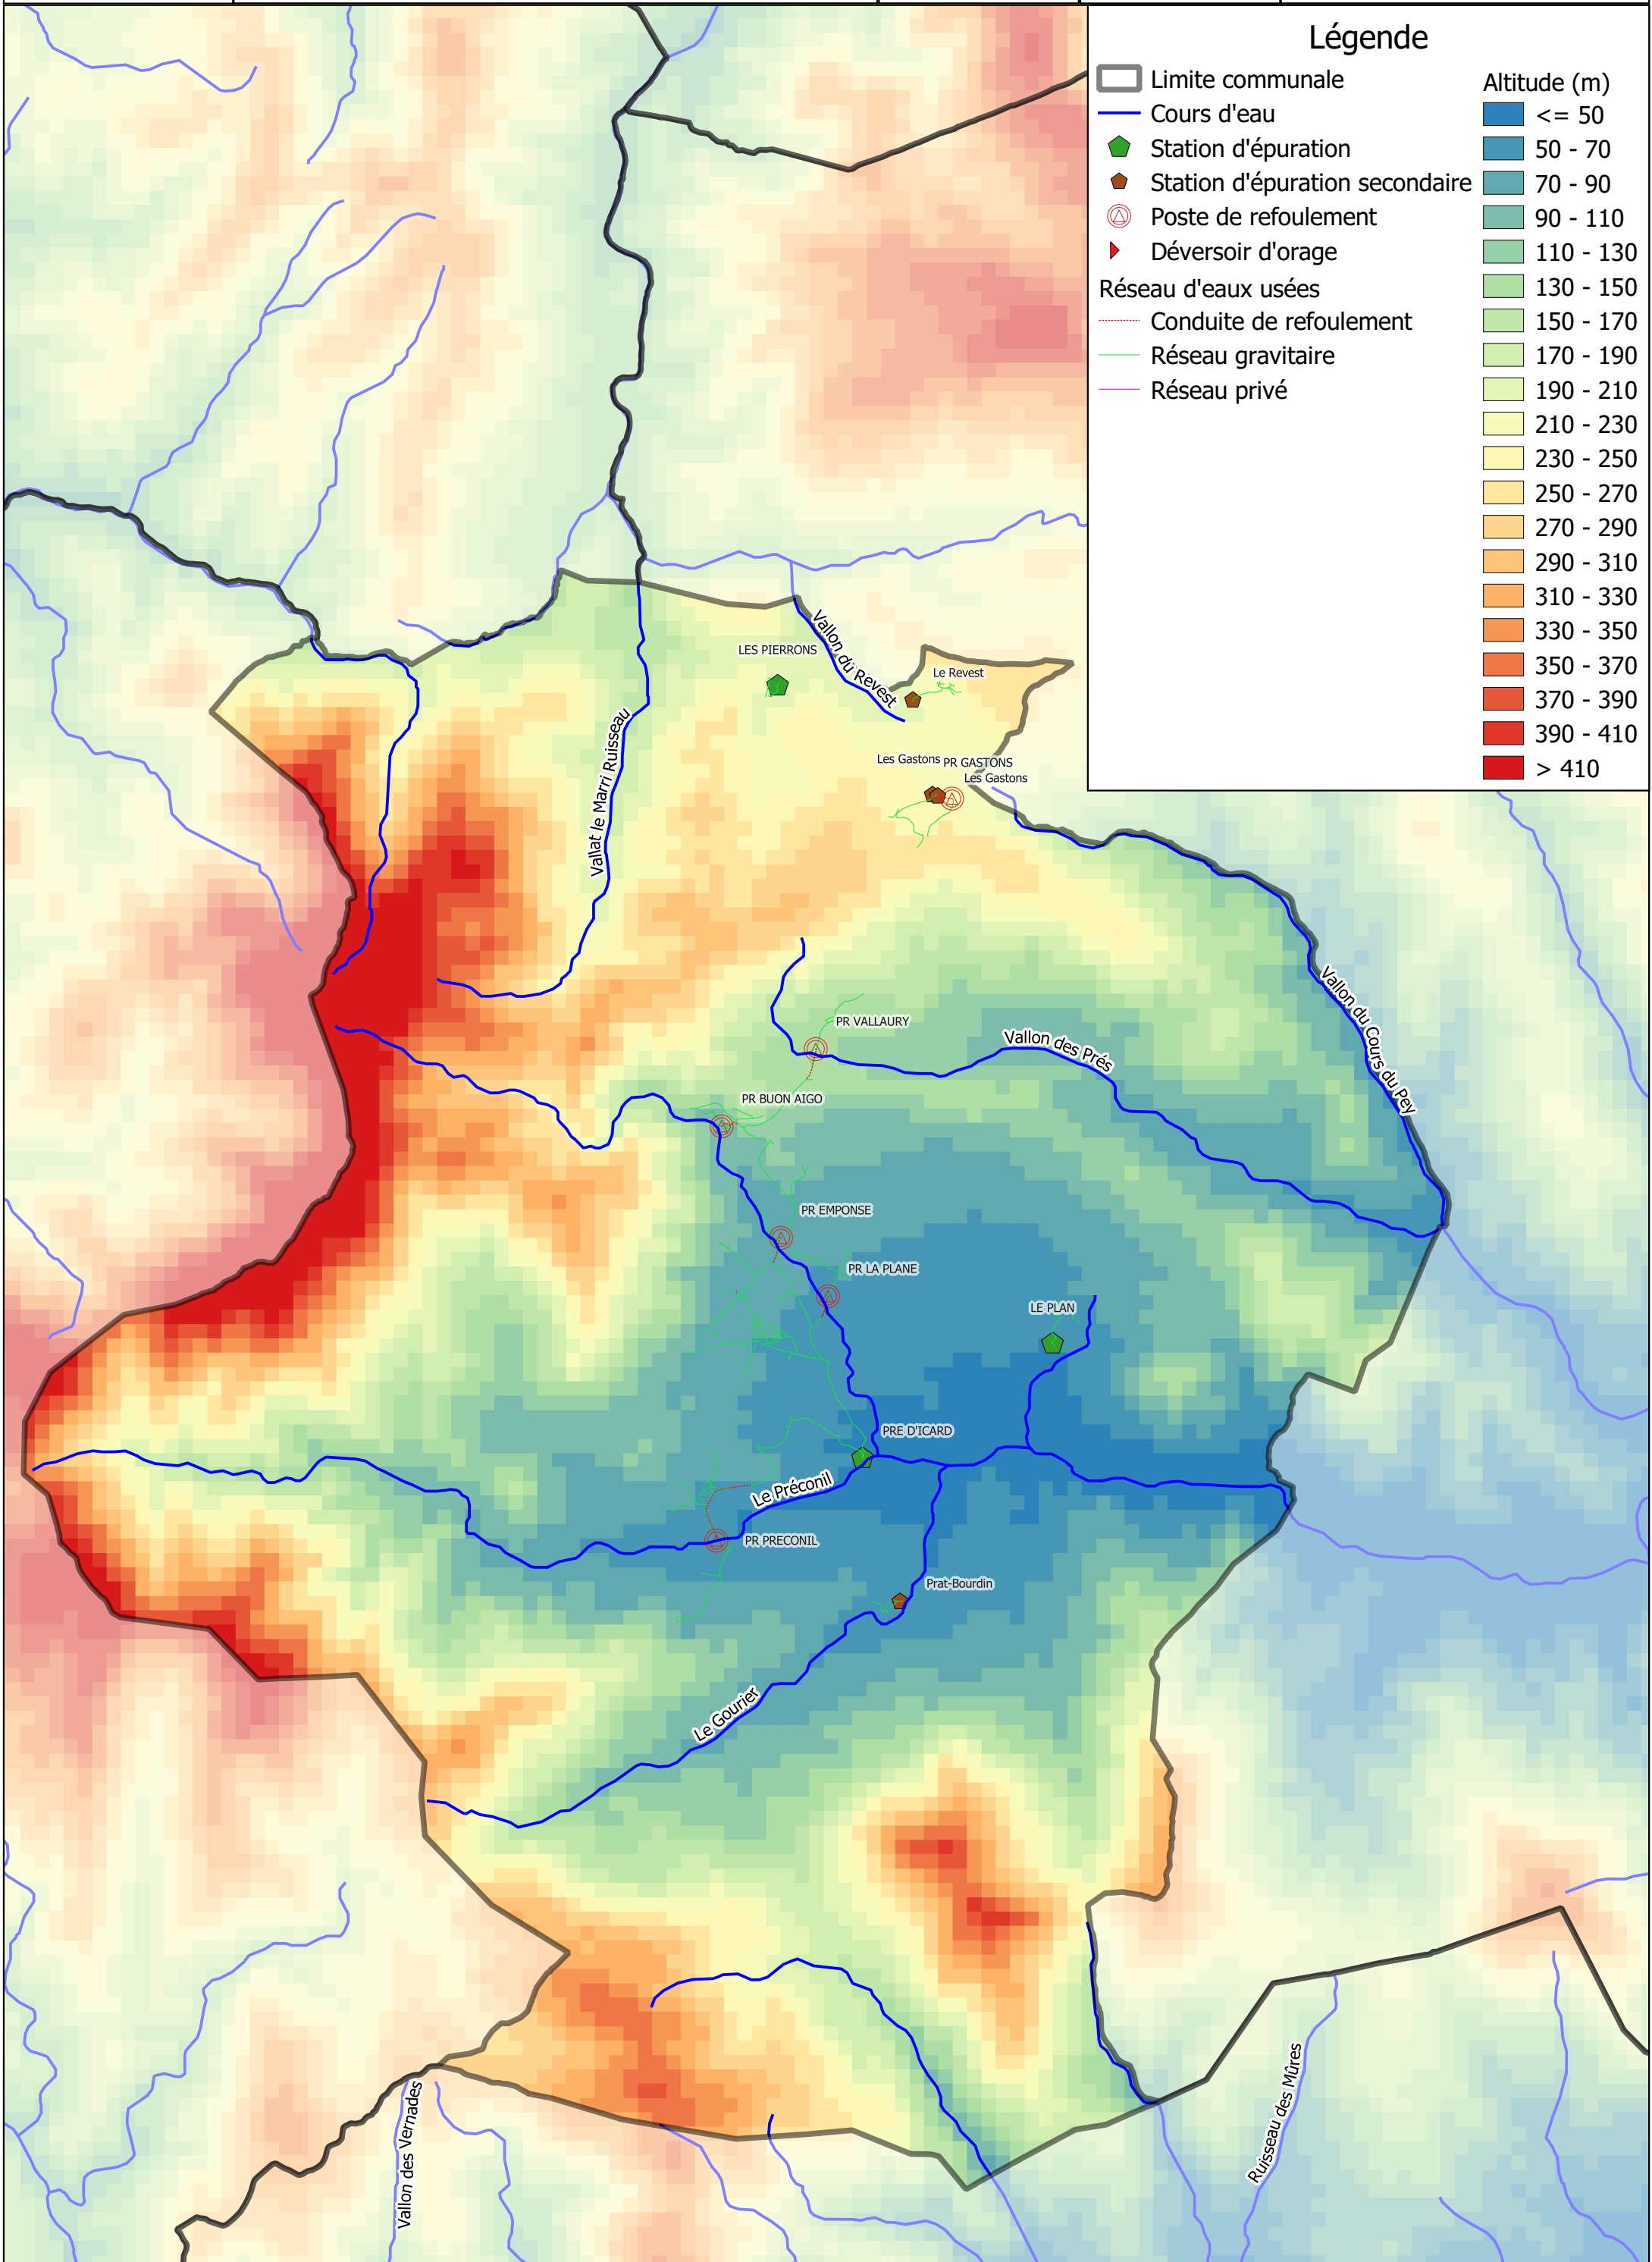 Légende
Limite communale
Cours d'eau
Station d'épuration
Station d'épuration secondaire
Poste de refoulement
Déversoir d'orage
Réseau d'eaux usées
Conduite de refoulement
Réseau gravitaire
Réseau privé
Altitude (m)
<= 50
50 - 70
70 - 90
90 - 110
110 - 130
130 - 150
150 - 170
170 - 190
190 - 210
210 - 230
230 - 250
250 - 270
270 - 290
290 - 310
310 - 330
330 - 350
350 - 370
370 - 390
390 - 410
> 410
Vallon du Revest
LES PIERRONS
Le Revest
Vallat le Marri Ruisseau
Les Gastons
PR GASTONS
Les Gastons
Vallon du Cours du Pey
PR VALLAURY
Vallon des Prés
PR BUON AIGO
PR EMPONSE
PR LA PLANE
LE PLAN
PRE D'ICARD
Le Préconil
PR PRECONIL
Prat-Bourdin
Le Gourier
Vallon des Vernades
Ruisseau des Mûres